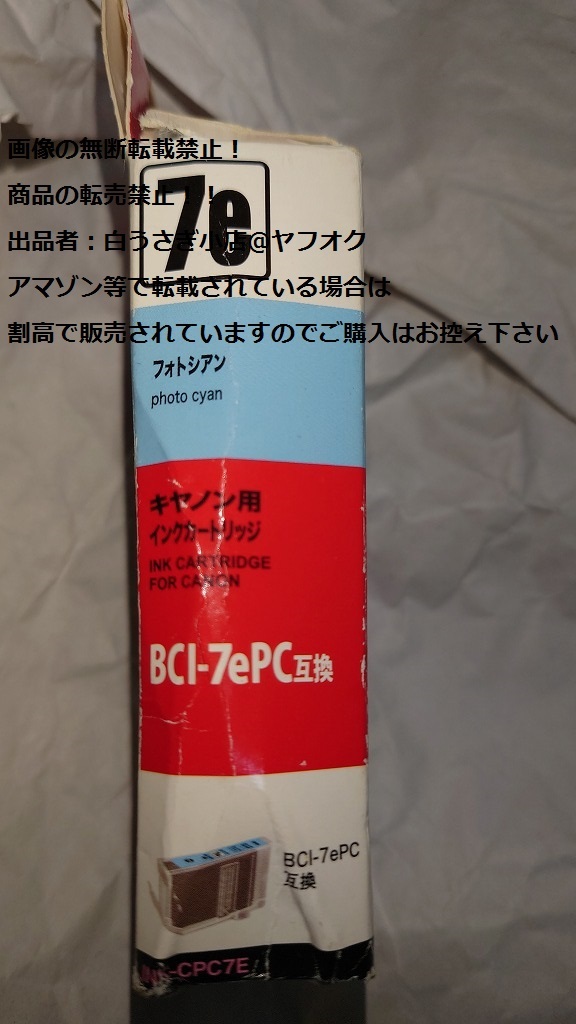 画像の無断転載禁止！
商品の転売禁止！！
7e
出品者：白うさぎ小店@ヤフオク
アマゾン等で転載されている場合は
割高で販売されていますのでご購入はお控え下さい
フォトシアン
photo cyan
キヤノン用
インクカートリッジ
INK CARTRIDGE
FOR CANON
BCI-7ePC互換
BCI-7ePC
互換
-CPC7E